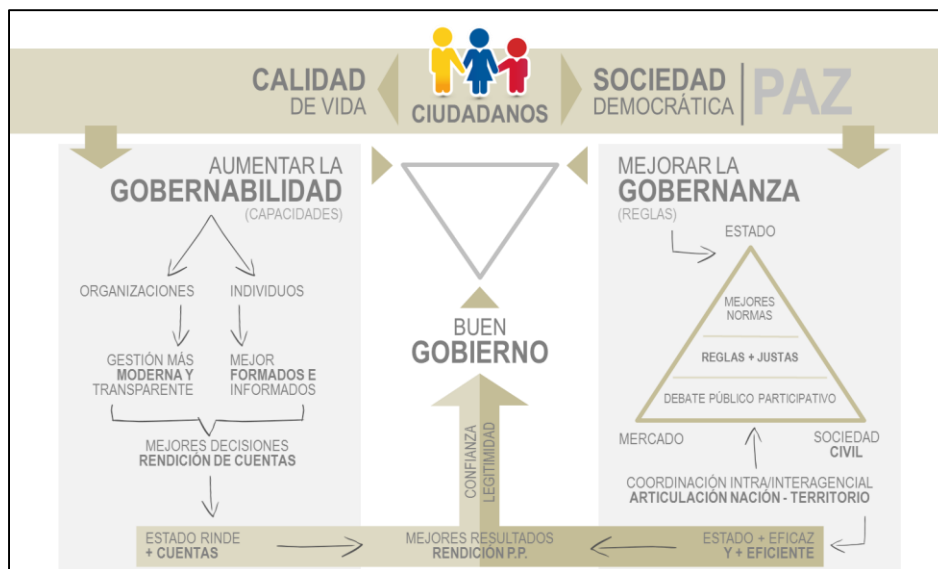 CALIDAD
DE VIDA
CIUDADANOS
SOCIEDAD
DEMOCRÁTICA
PAZ
AUMENTAR LA
GOBERNABILIDAD
(CAPACIDADES)
ORGANIZACIONES
INDIVIDUOS
GESTIÓN MÁS
MODERNA Y
TRANSPARENTE
MEJOR
FORMADOS E
INFORMADOS
MEJORES DECISIONES
RENDICIÓN DE CUENTAS
ESTADO RINDE
+ CUENTAS
BUEN
GOBIERNO
CONFIANZA
LEGITIMIDAD
MEJORES RESULTADOS
RENDICIÓN P.P.
MEJORAR LA
GOBERNANZA
(REGLAS)
ESTADO
MEJORES
NORMAS
REGLAS + JUSTAS
DEBATE PÚBLICO PARTICIPATIVO
MERCADO
SOCIEDAD
CIVIL
COORDINACIÓN INTRA/INTERAGENCIAL
ARTICULACIÓN NACIÓN - TERRITORIO
ESTADO + EFICAZ
Y + EFICIENTE